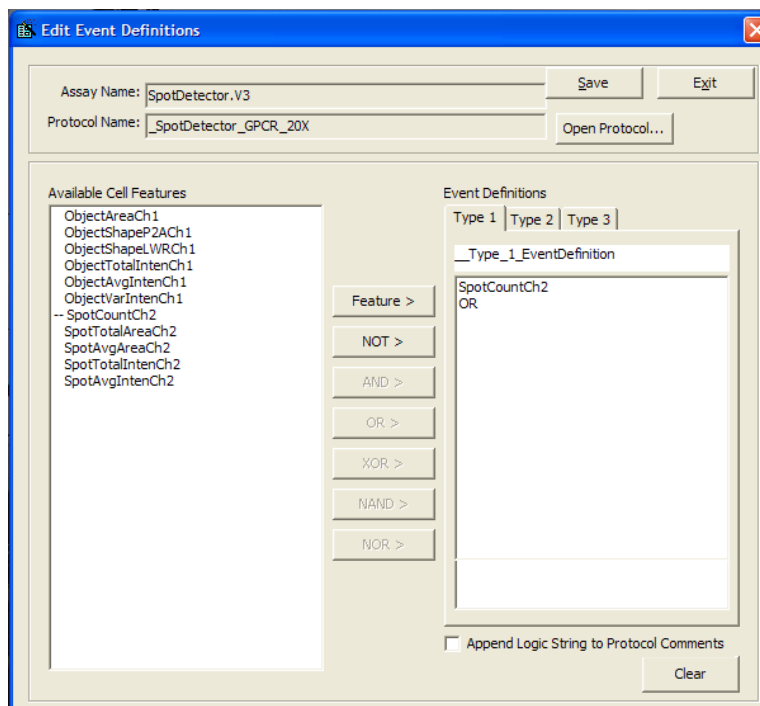 Edit Event Definitions
Assay Name: SpotDetector.V3
Save
Exit
Protocol Name: _SpotDetector_GPCR_20X
Open Protocol...
Available Cell Features
ObjectAreaCh1
ObjectShapeP2ACh1
ObjectShapeLWRCh1
ObjectTotalIntenCh1
ObjectAvgIntenCh1
ObjectVarIntenCh1
-- SpotCountCh2
SpotTotalAreaCh2
SpotAvgAreaCh2
SpotTotalIntenCh2
SpotAvgIntenCh2
Feature >
NOT >
AND >
OR >
XOR >
NAND >
NOR >
Event Definitions
Type 1 Type 2 Type 3
__Type_1_EventDefinition
SpotCountCh2
OR
Append Logic String to Protocol Comments
Clear